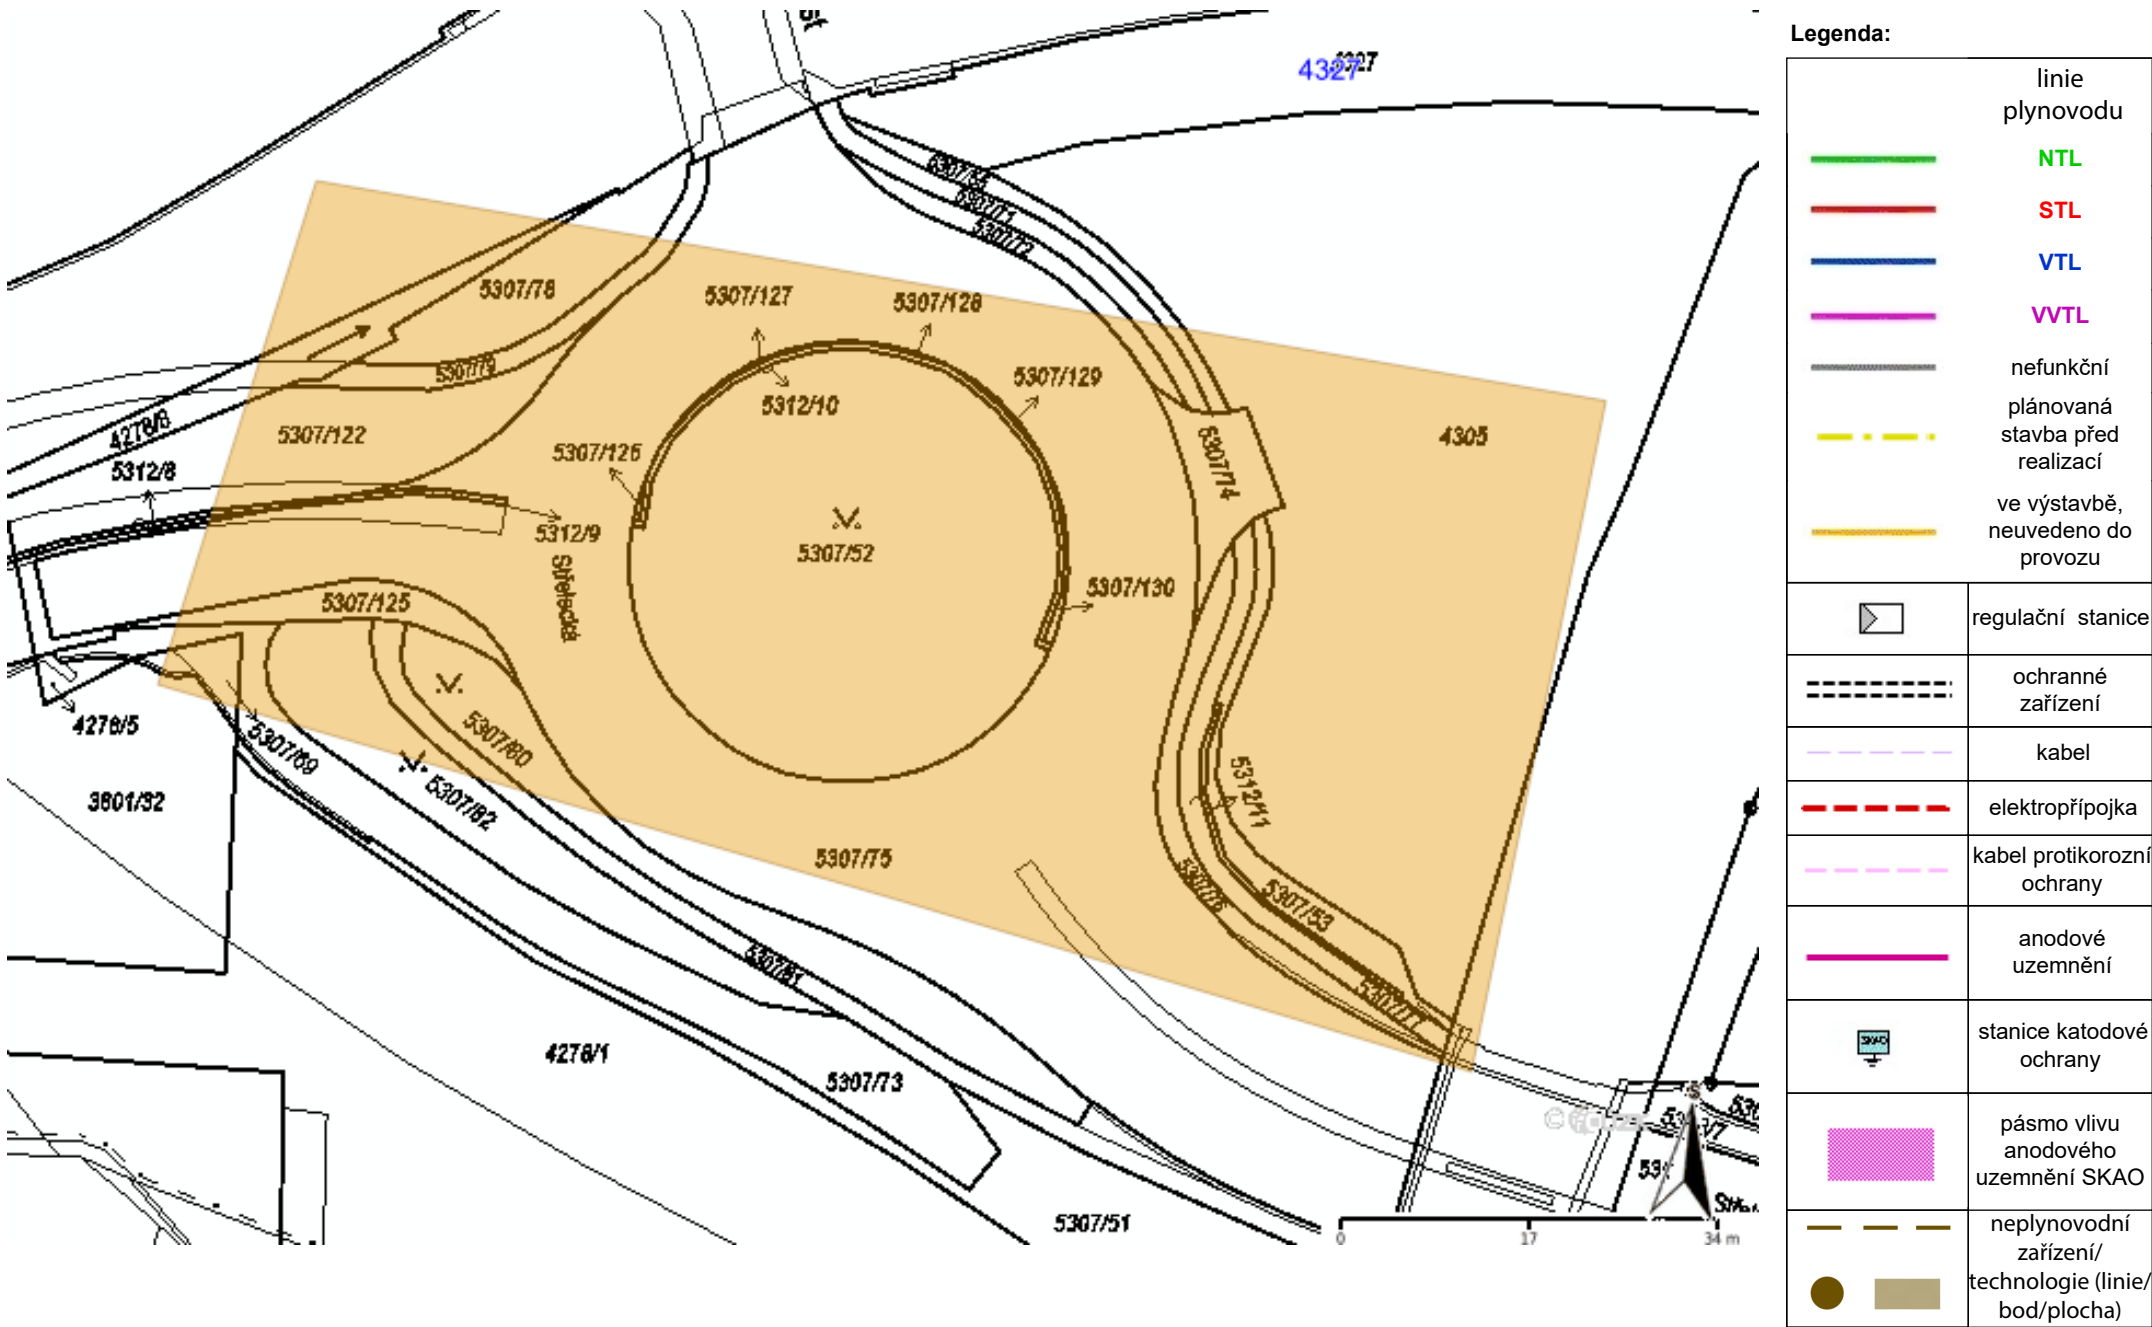 Legenda:
linie
plynovodu
NTL
STL
VTL
VVTL
nefunkční
plánovaná
stavba před
realizací
ve výstavbě,
neuvedeno do
provozu
regulační stanice
ochranné
zařízení
kabel
elektropřípojka
kabel protikorozní
ochrany
anodové
uzemnění
SKAO
stanice katodové
ochrany
pásmo vlivu
anodového
uzemnění SKAO
neplynovodní
zařízení/
technologie (linie/
bod/plocha)
4327
5307/71
5307/72
5307/78
5307/127
5307/128
5307/79
5307/129
5312/10
4278/8
5307/122
4305
5307/126
5307/74
5312/8
5312/9
5307/52
Střelecká
5307/130
5307/125
5307/80
4278/5
5307/69
3801/32
5307/82
5312/11
5307/75
5307/76
5307/53
5307/81
5307/77
4278/1
5307/73
5307/51
S
0
17
34 m